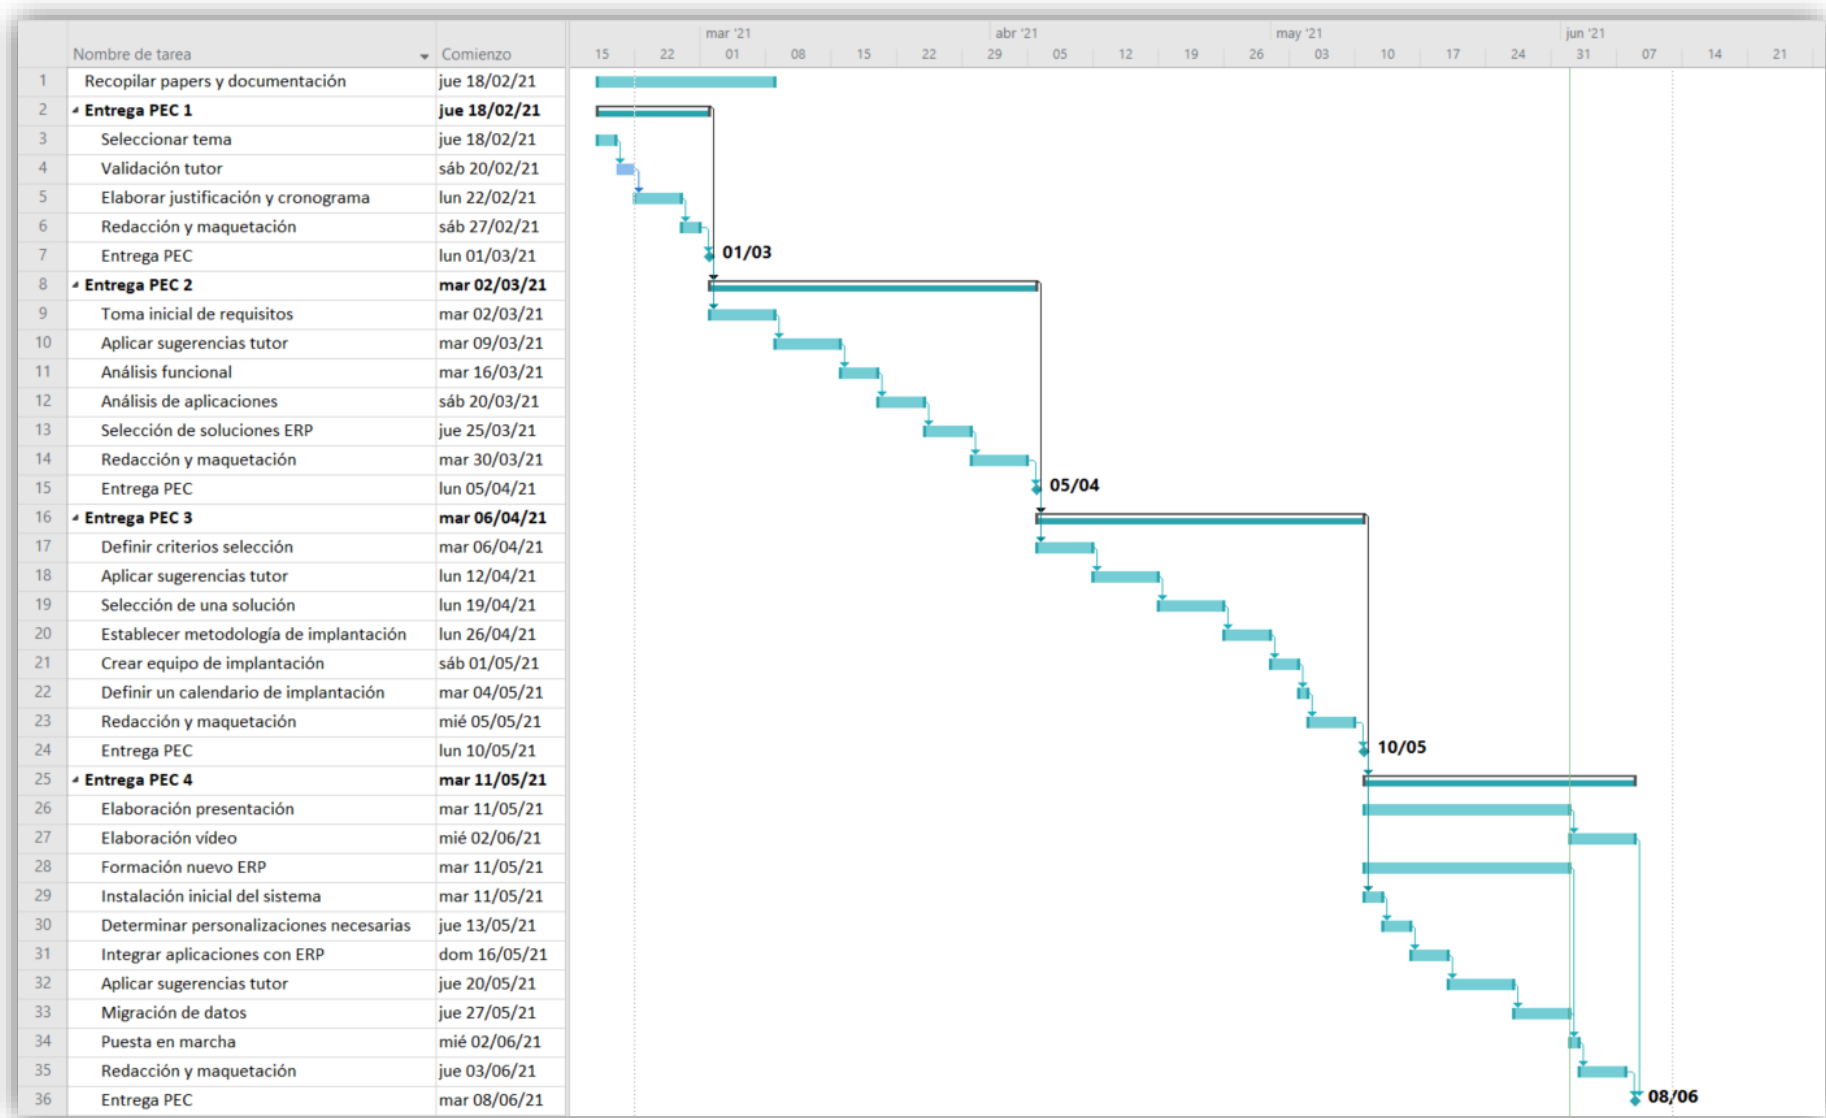 mar '21 abr '21 may '21 jun '21
Nombre de tarea Comienzo 15 22 01 08 15 22 29 05 12 19 26 03 10 17 24 31 07 14 21
1 Recopilar papers y documentación jue 18/02/21
2 Entrega PEC 1 jue 18/02/21
3 Seleccionar tema jue 18/02/21
4 Validación tutor sáb 20/02/21
5 Elaborar justificación y cronograma lun 22/02/21
6 Redacción y maquetación sáb 27/02/21
7 Entrega PEC lun 01/03/21 01/03
8 Entrega PEC 2 mar 02/03/21
9 Toma inicial de requisitos mar 02/03/21
10 Aplicar sugerencias tutor mar 09/03/21
11 Análisis funcional mar 16/03/21
12 Análisis de aplicaciones sáb 20/03/21
13 Selección de soluciones ERP jue 25/03/21
14 Redacción y maquetación mar 30/03/21
15 Entrega PEC lun 05/04/21 05/04
16 Entrega PEC 3 mar 06/04/21
17 Definir criterios selección mar 06/04/21
18 Aplicar sugerencias tutor lun 12/04/21
19 Selección de una solución lun 19/04/21
20 Establecer metodología de implantación lun 26/04/21
21 Crear equipo de implantación sáb 01/05/21
22 Definir un calendario de implantación mar 04/05/21
23 Redacción y maquetación mié 05/05/21
24 Entrega PEC lun 10/05/21 10/05
25 Entrega PEC 4 mar 11/05/21
26 Elaboración presentación mar 11/05/21
27 Elaboración vídeo mié 02/06/21
28 Formación nuevo ERP mar 11/05/21
29 Instalación inicial del sistema mar 11/05/21
30 Determinar personalizaciones necesarias jue 13/05/21
31 Integrar aplicaciones con ERP dom 16/05/21
32 Aplicar sugerencias tutor jue 20/05/21
33 Migración de datos jue 27/05/21
34 Puesta en marcha mié 02/06/21
35 Redacción y maquetación jue 03/06/21
36 Entrega PEC mar 08/06/21 08/06